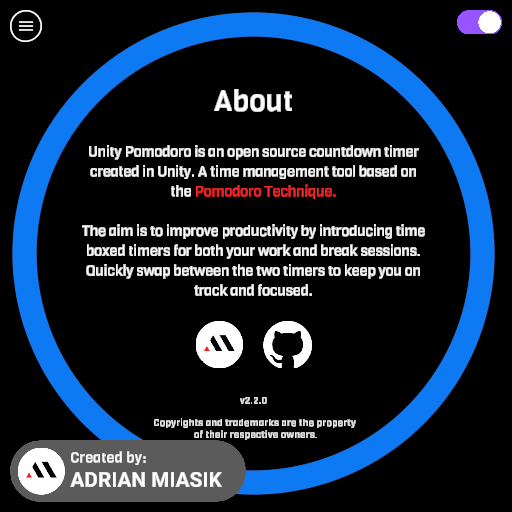 About
Unity Pomodoro is an open source countdown timer
created in Unity. A time management tool based on
the Pomodoro Technique.
The aim is to improve productivity by introducing time
boxed timers for both your work and break sessions.
Quickly swap between the two timers to keep you on
track and focused.
v2.2.0
Copyrights and trademarks are the property
of their respective owners.
Created by:
ADRIAN MIASIK